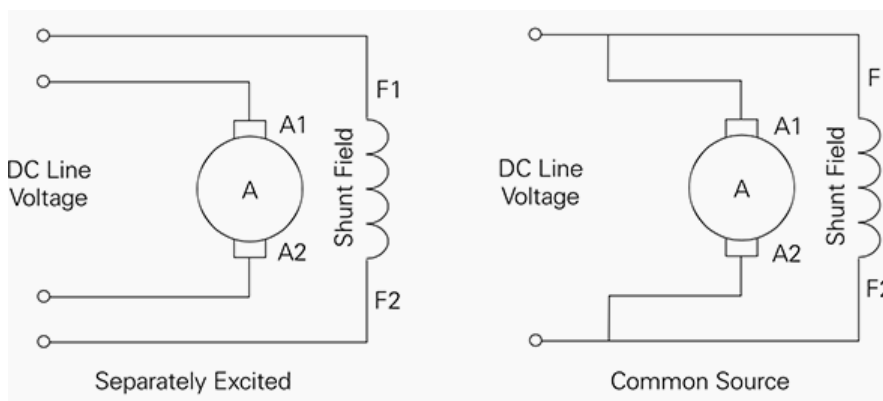 F1
A1
DC Line
Voltage
A
Shunt Field
A2
F2
Separately Excited
F
A1
DC Line
Voltage
A
Shunt Field
A2
F2
Common Source